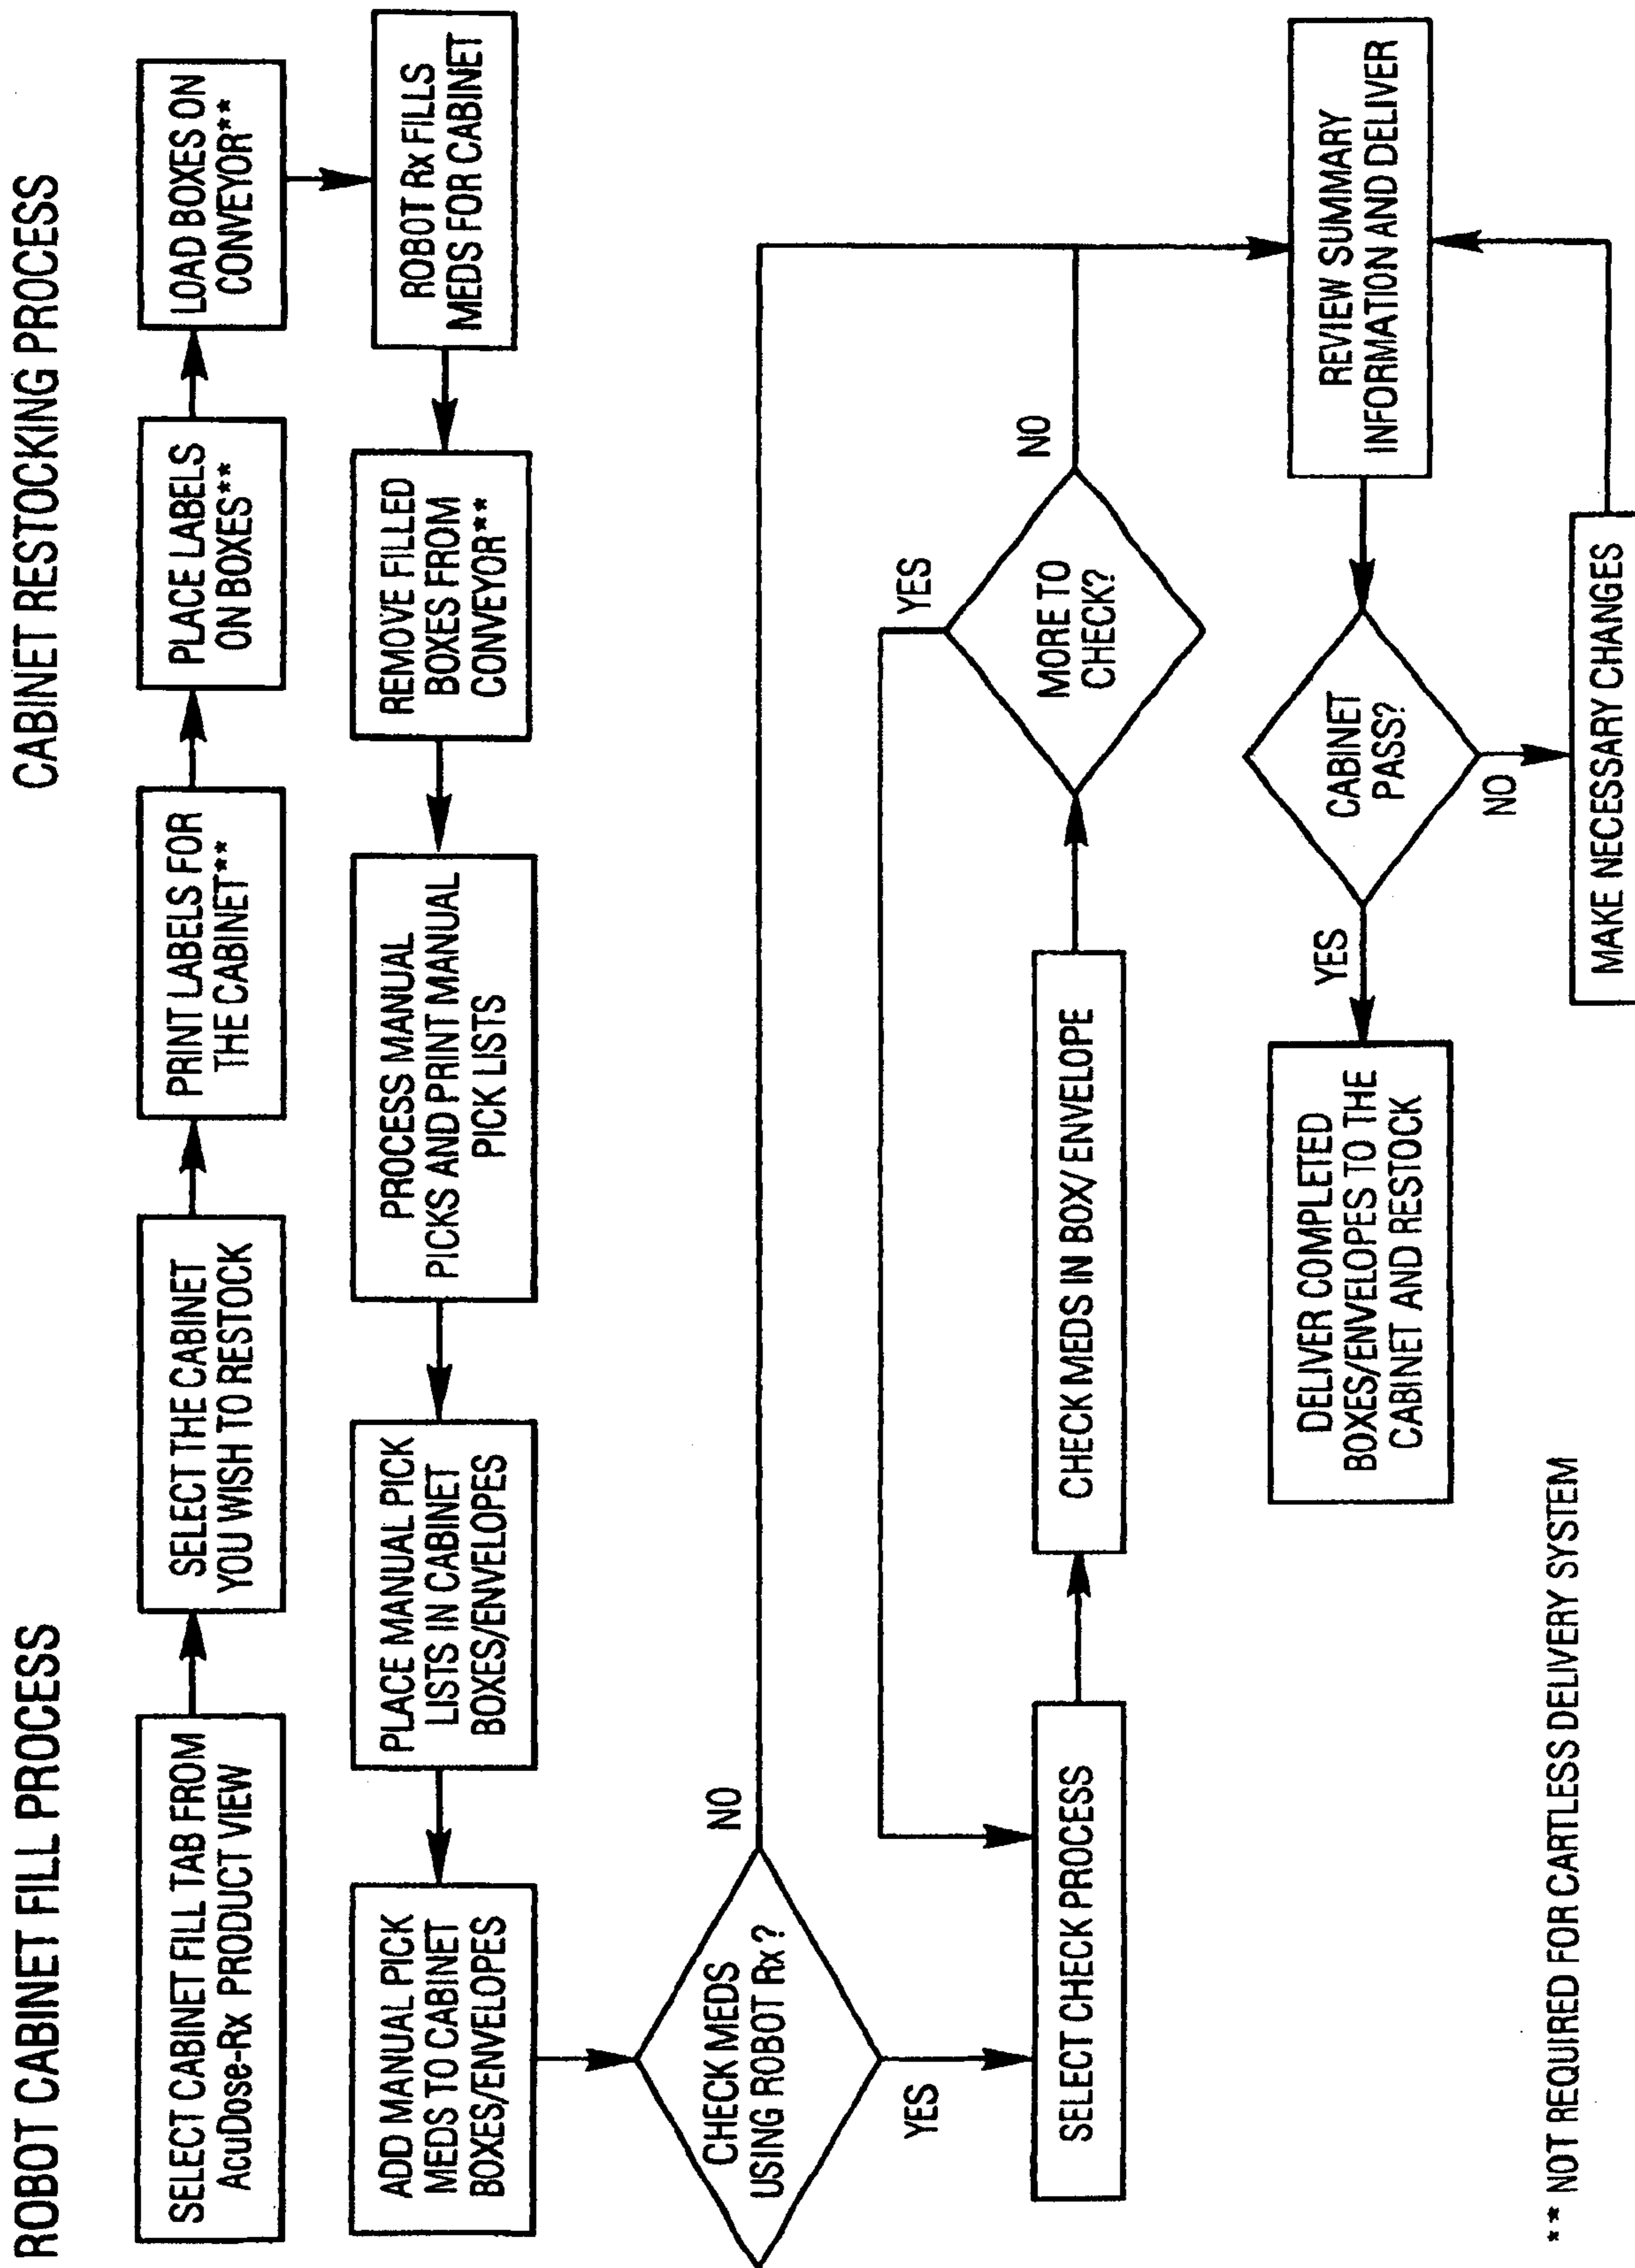 ROBOT CABINET FILL PROCESS
CABINET RESTOCKING PROCESS
SELECT CABINET FILL TAB FROM
AcuDose-Rx PRODUCT VIEW
SELECT THE CABINET
YOU WISH TO RESTOCK
PRINT LABELS FOR
THE CABINET**
PLACE LABELS
ON BOXES**
LOAD BOXES ON
CONVEYOR**
ROBOT Rx FILLS
MEDS FOR CABINET
REMOVE FILLED
BOXES FROM
CONVEYOR**
PROCESS MANUAL
PICKS AND PRINT MANUAL
PICK LISTS
PLACE MANUAL PICK
LISTS IN CABINET
BOXES/ENVELOPES
ADD MANUAL PICK
MEDS TO CABINET
BOXES/ENVELOPES
CHECK MEDS
USING ROBOT Rx?
NO
YES
SELECT CHECK PROCESS
CHECK MEDS IN BOX/ENVELOPE
MORE TO
CHECK?
YES
NO
REVIEW SUMMARY
INFORMATION AND DELIVER
CABINET
PASS?
YES
NO
MAKE NECESSARY CHANGES
DELIVER COMPLETED
BOXES/ENVELOPES TO THE
CABINET AND RESTOCK
** NOT REQUIRED FOR CARTLESS DELIVERY SYSTEM